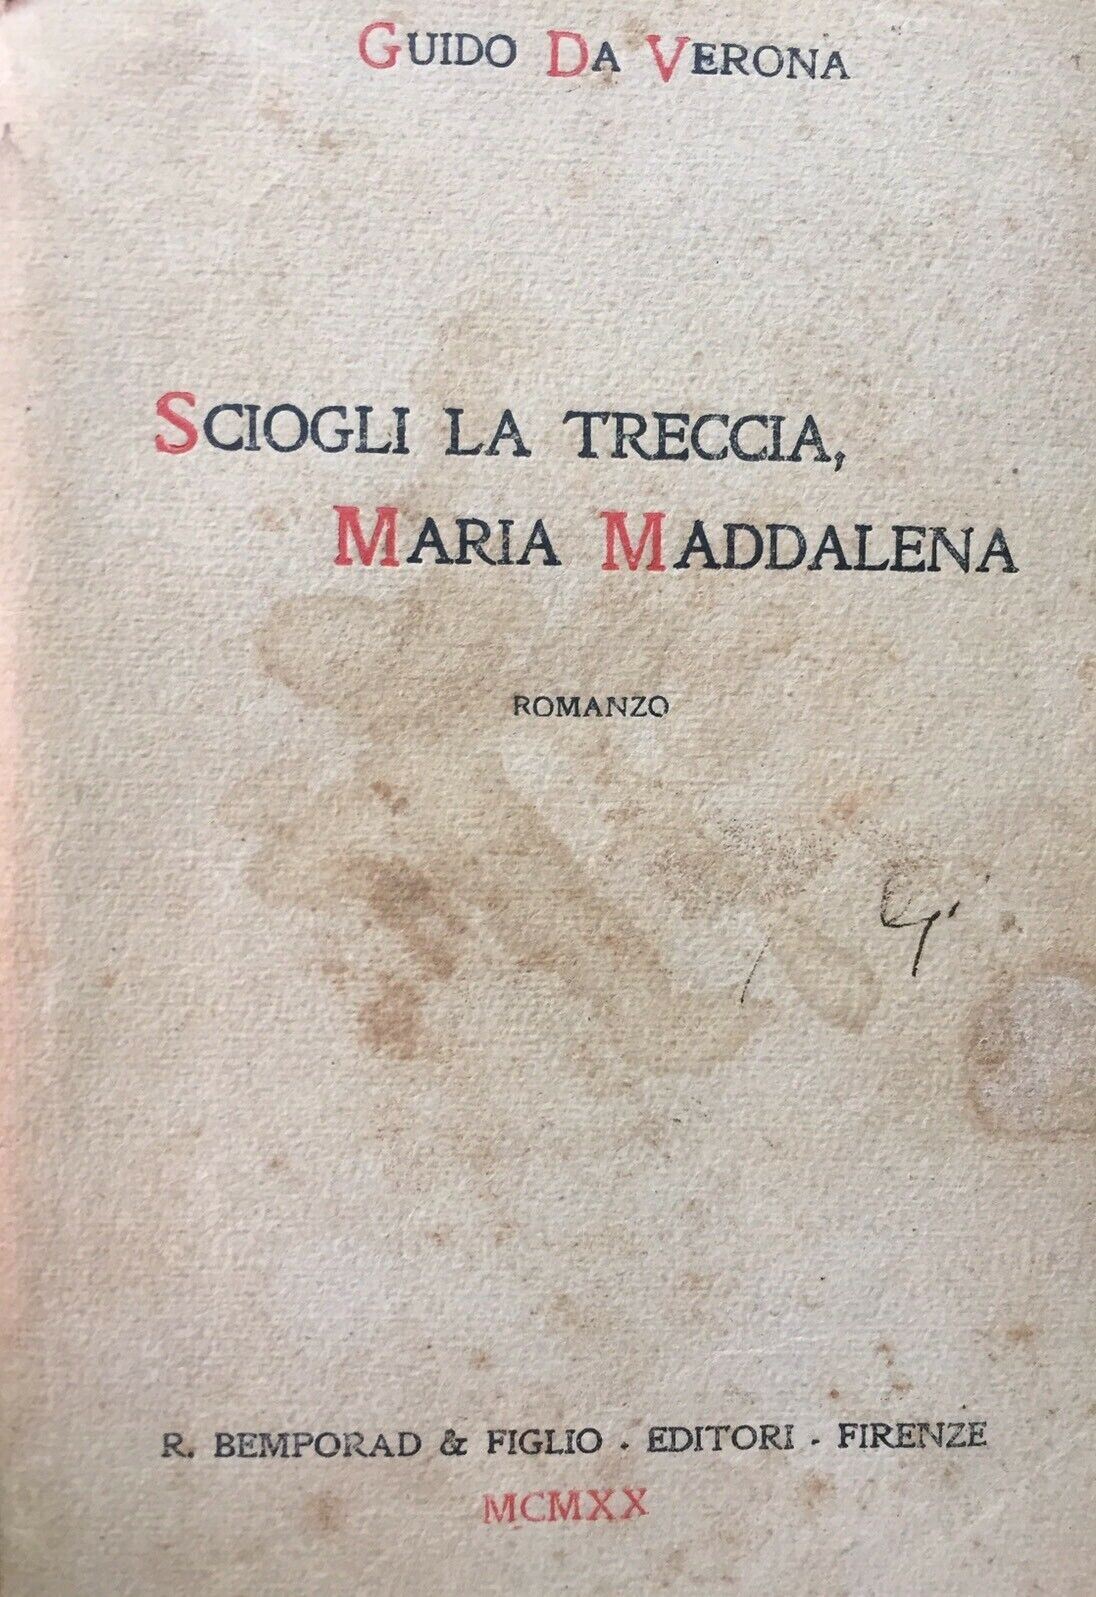 GUIDO DA VERONA
SCIOGLI LA TRECCIA,
MARIA MADDALENA
ROMANZO
R. BEMPORAD & FIGLIO . EDITORI . FIRENZE
MCMXX